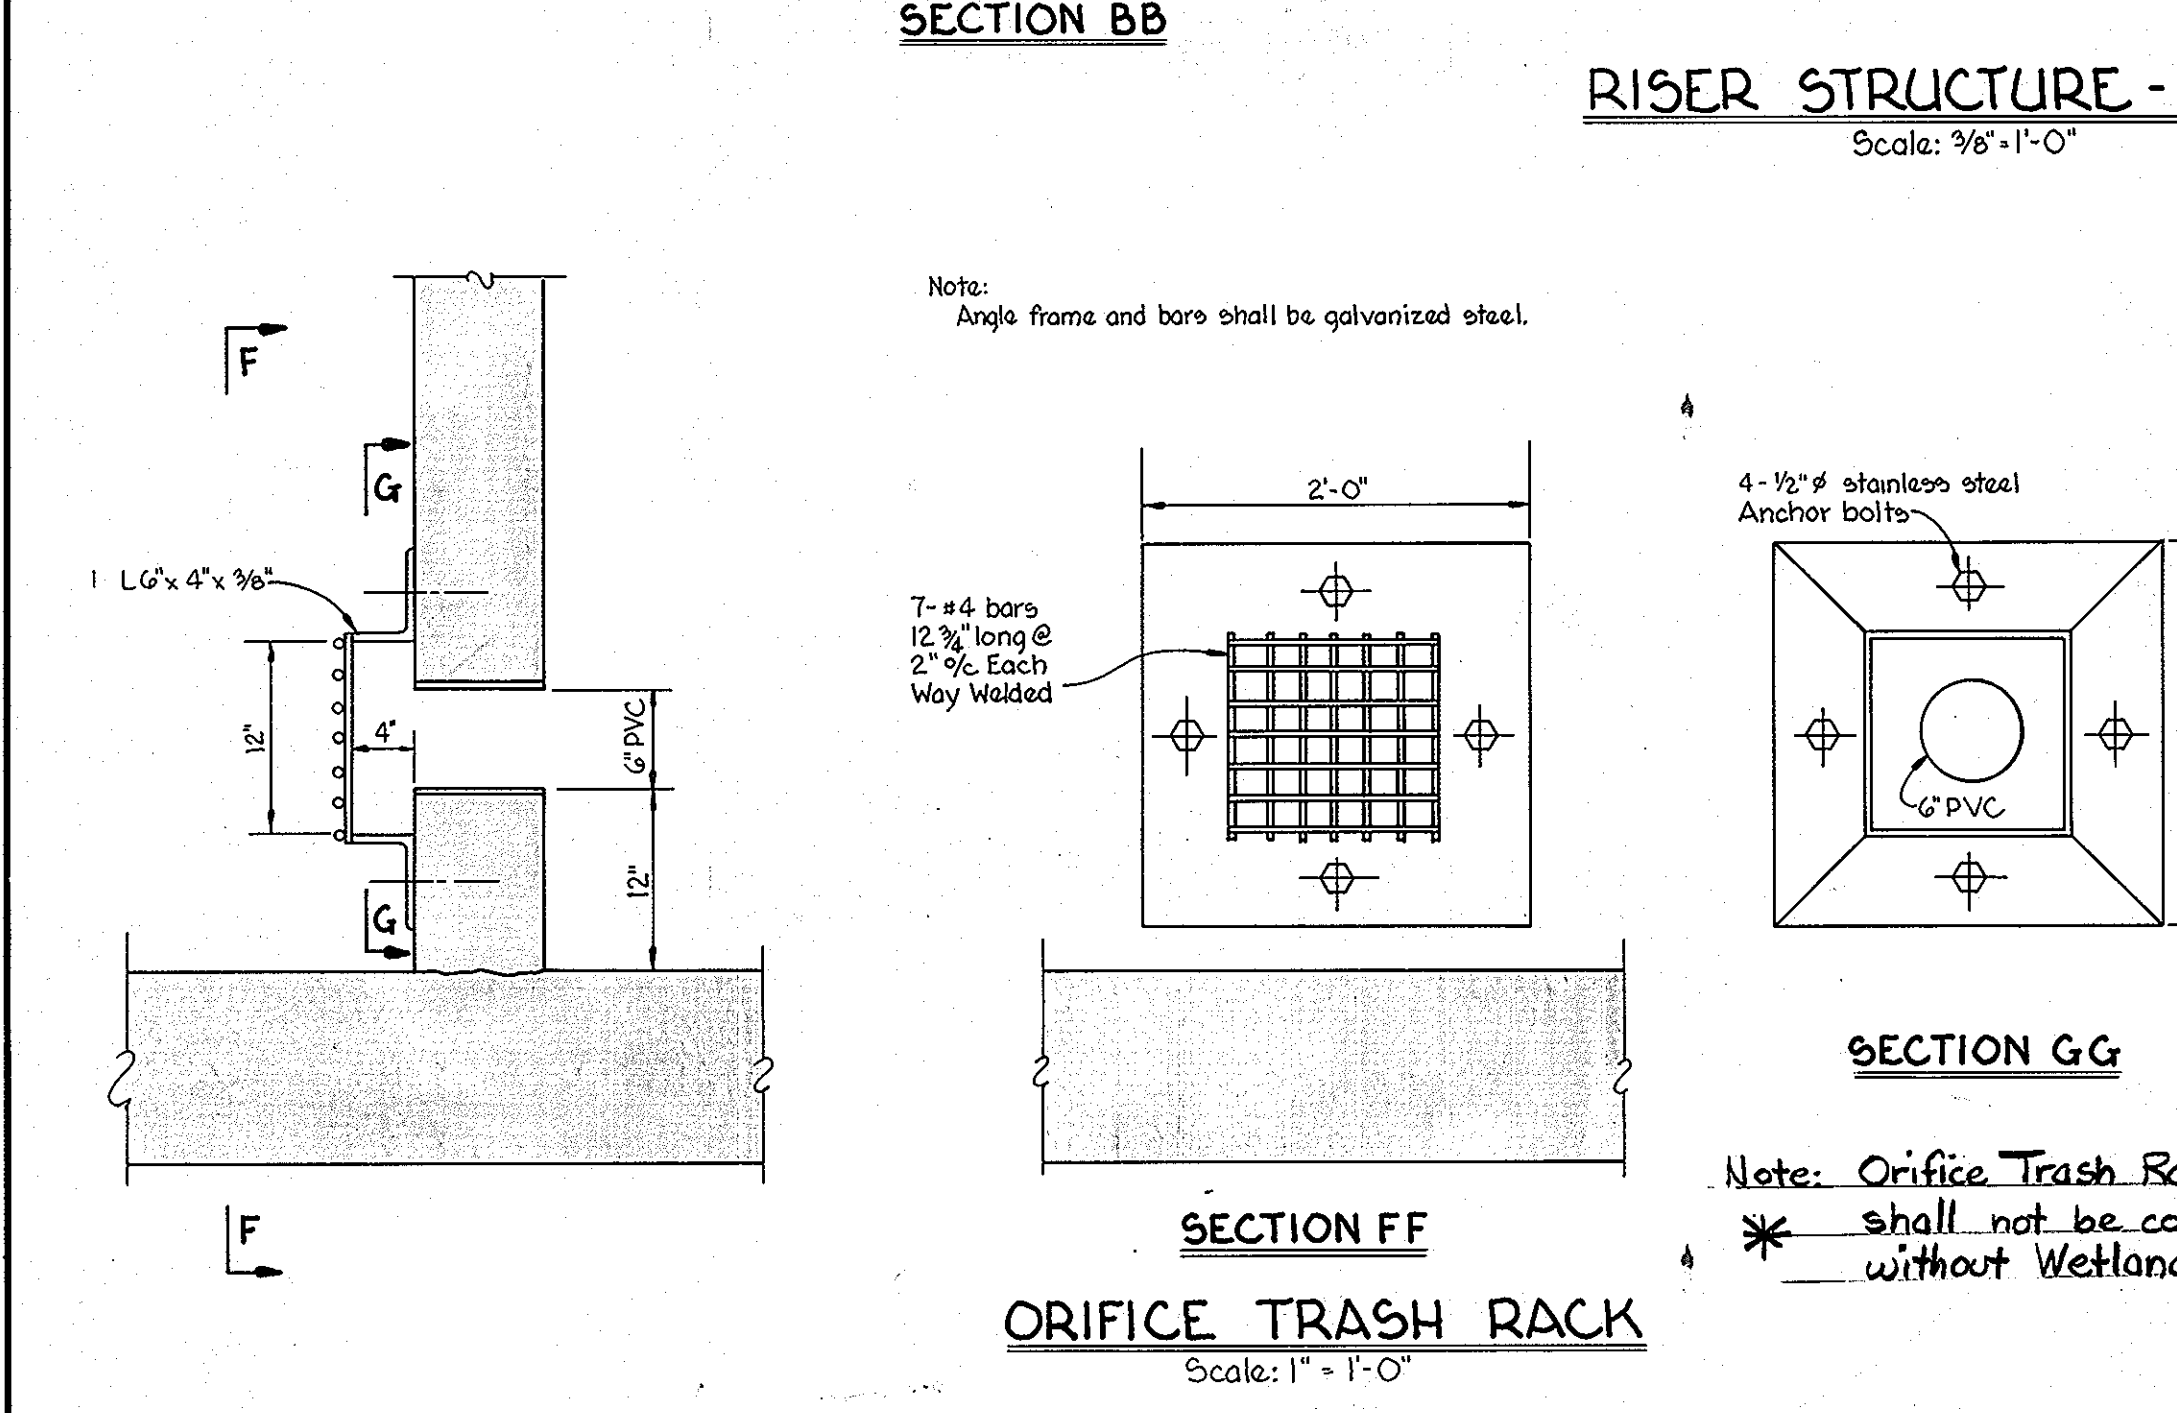 SECTION BB
RISER STRUCTURE -
Scale: 3/8" = 1'-0"
Note:
Angle frame and bars shall be galvanized steel.
F
G
L 6" x 4" x 3/8"
12"
4"
6" PVC
12"
G
F
2'-0"
7- #4 bars
12 3/4" long @
2" o/c Each
Way Welded
4 - 1/2" ø stainless steel
Anchor bolts
6" PVC
SECTION GG
SECTION FF
ORIFICE TRASH RACK
Scale: 1" = 1'-0"
Note: Orifice Trash
shall not be
without